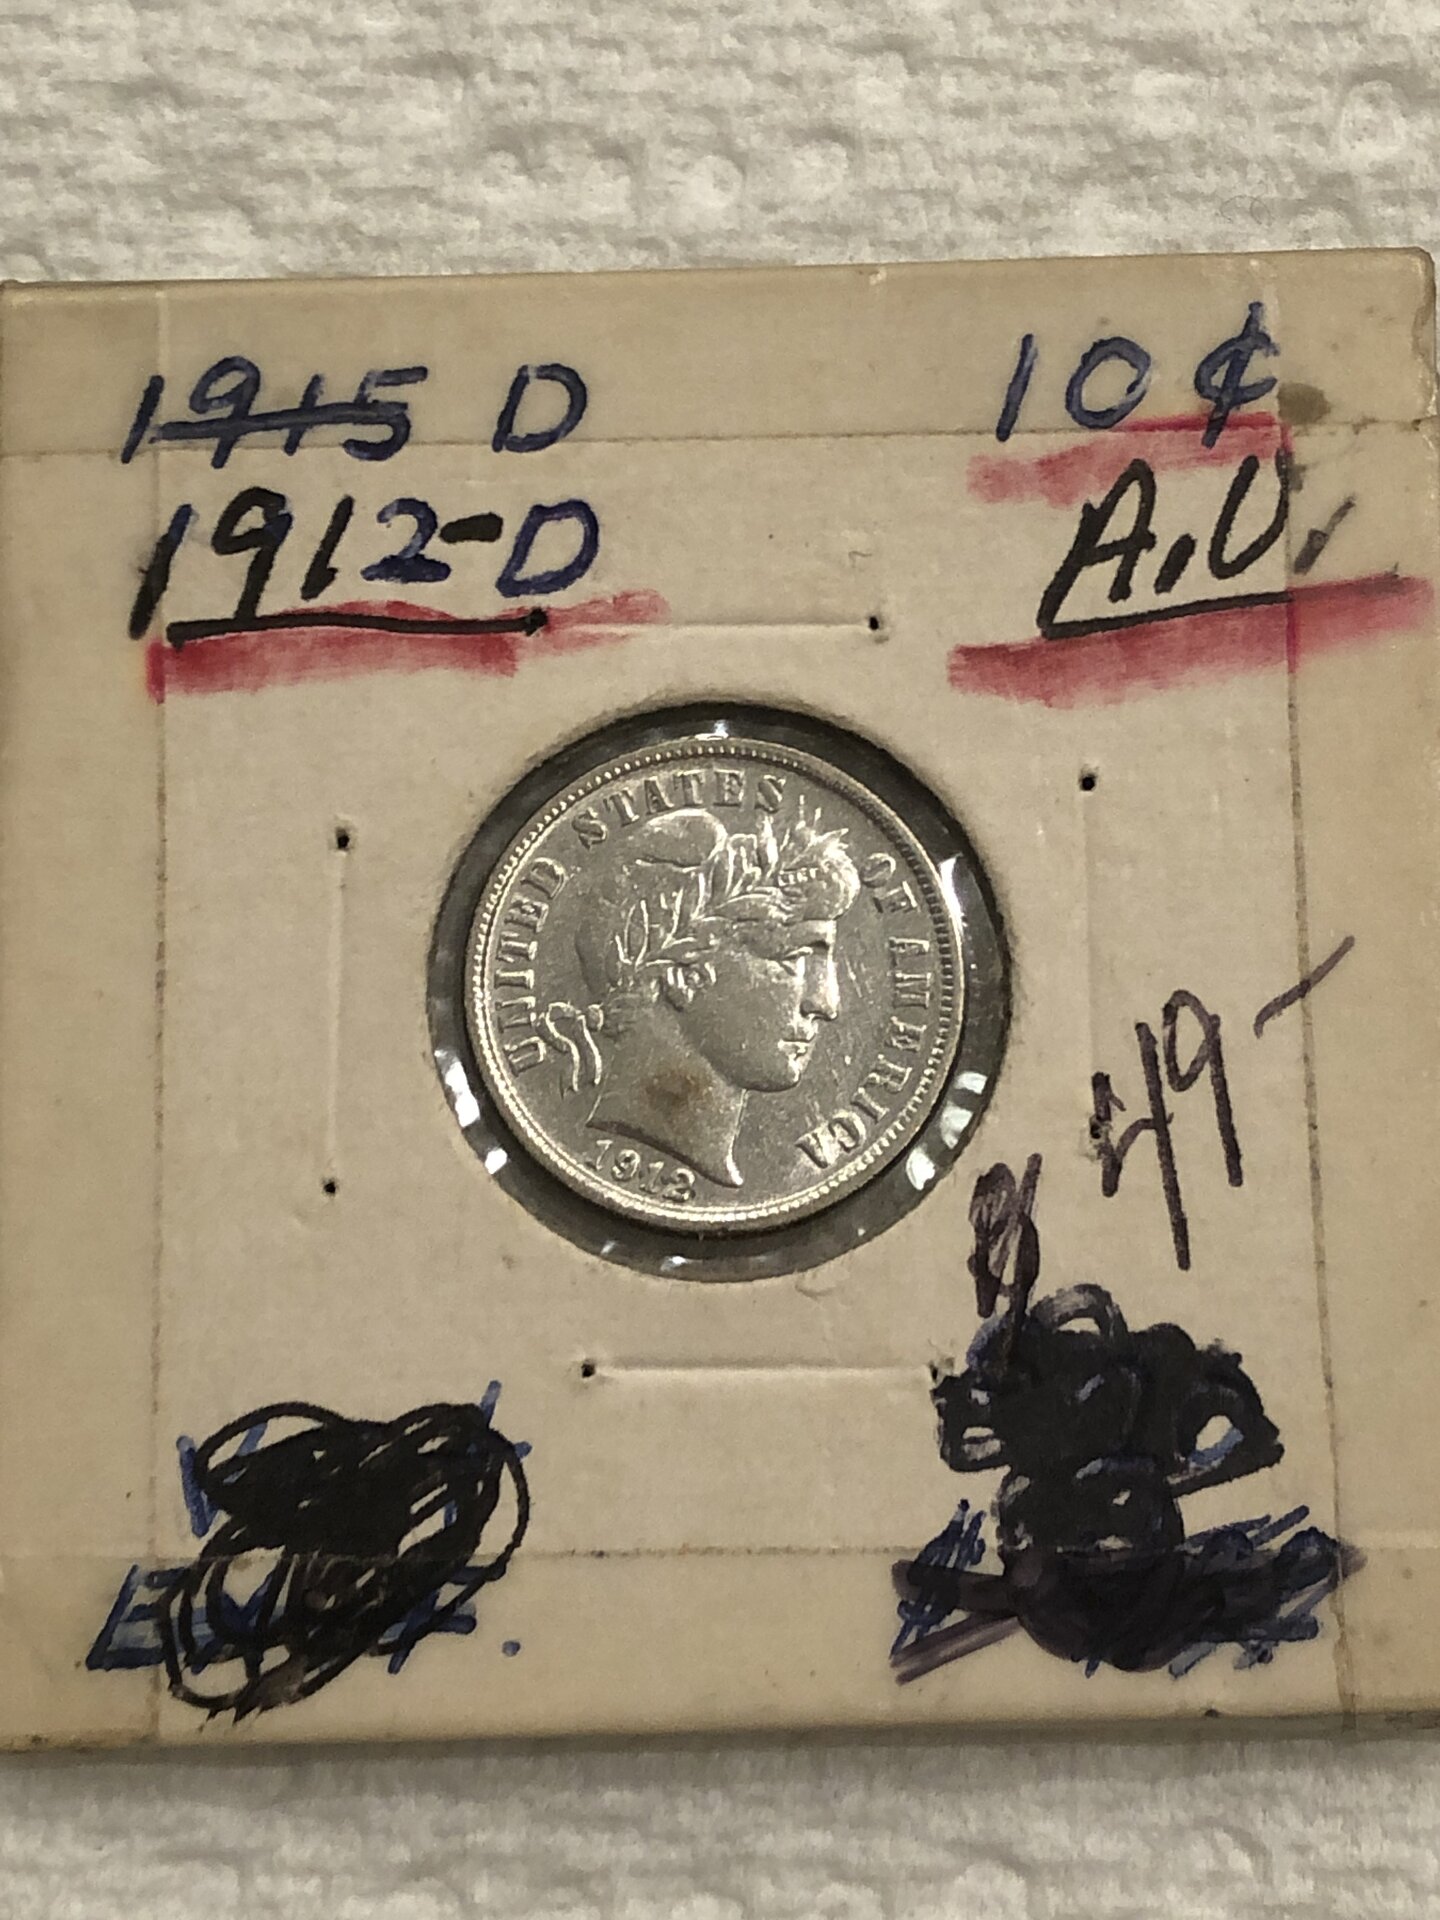 1915 D
10 ¢
1912-D
A.U.
UNITED STATES OF AMERICA
1912
49-